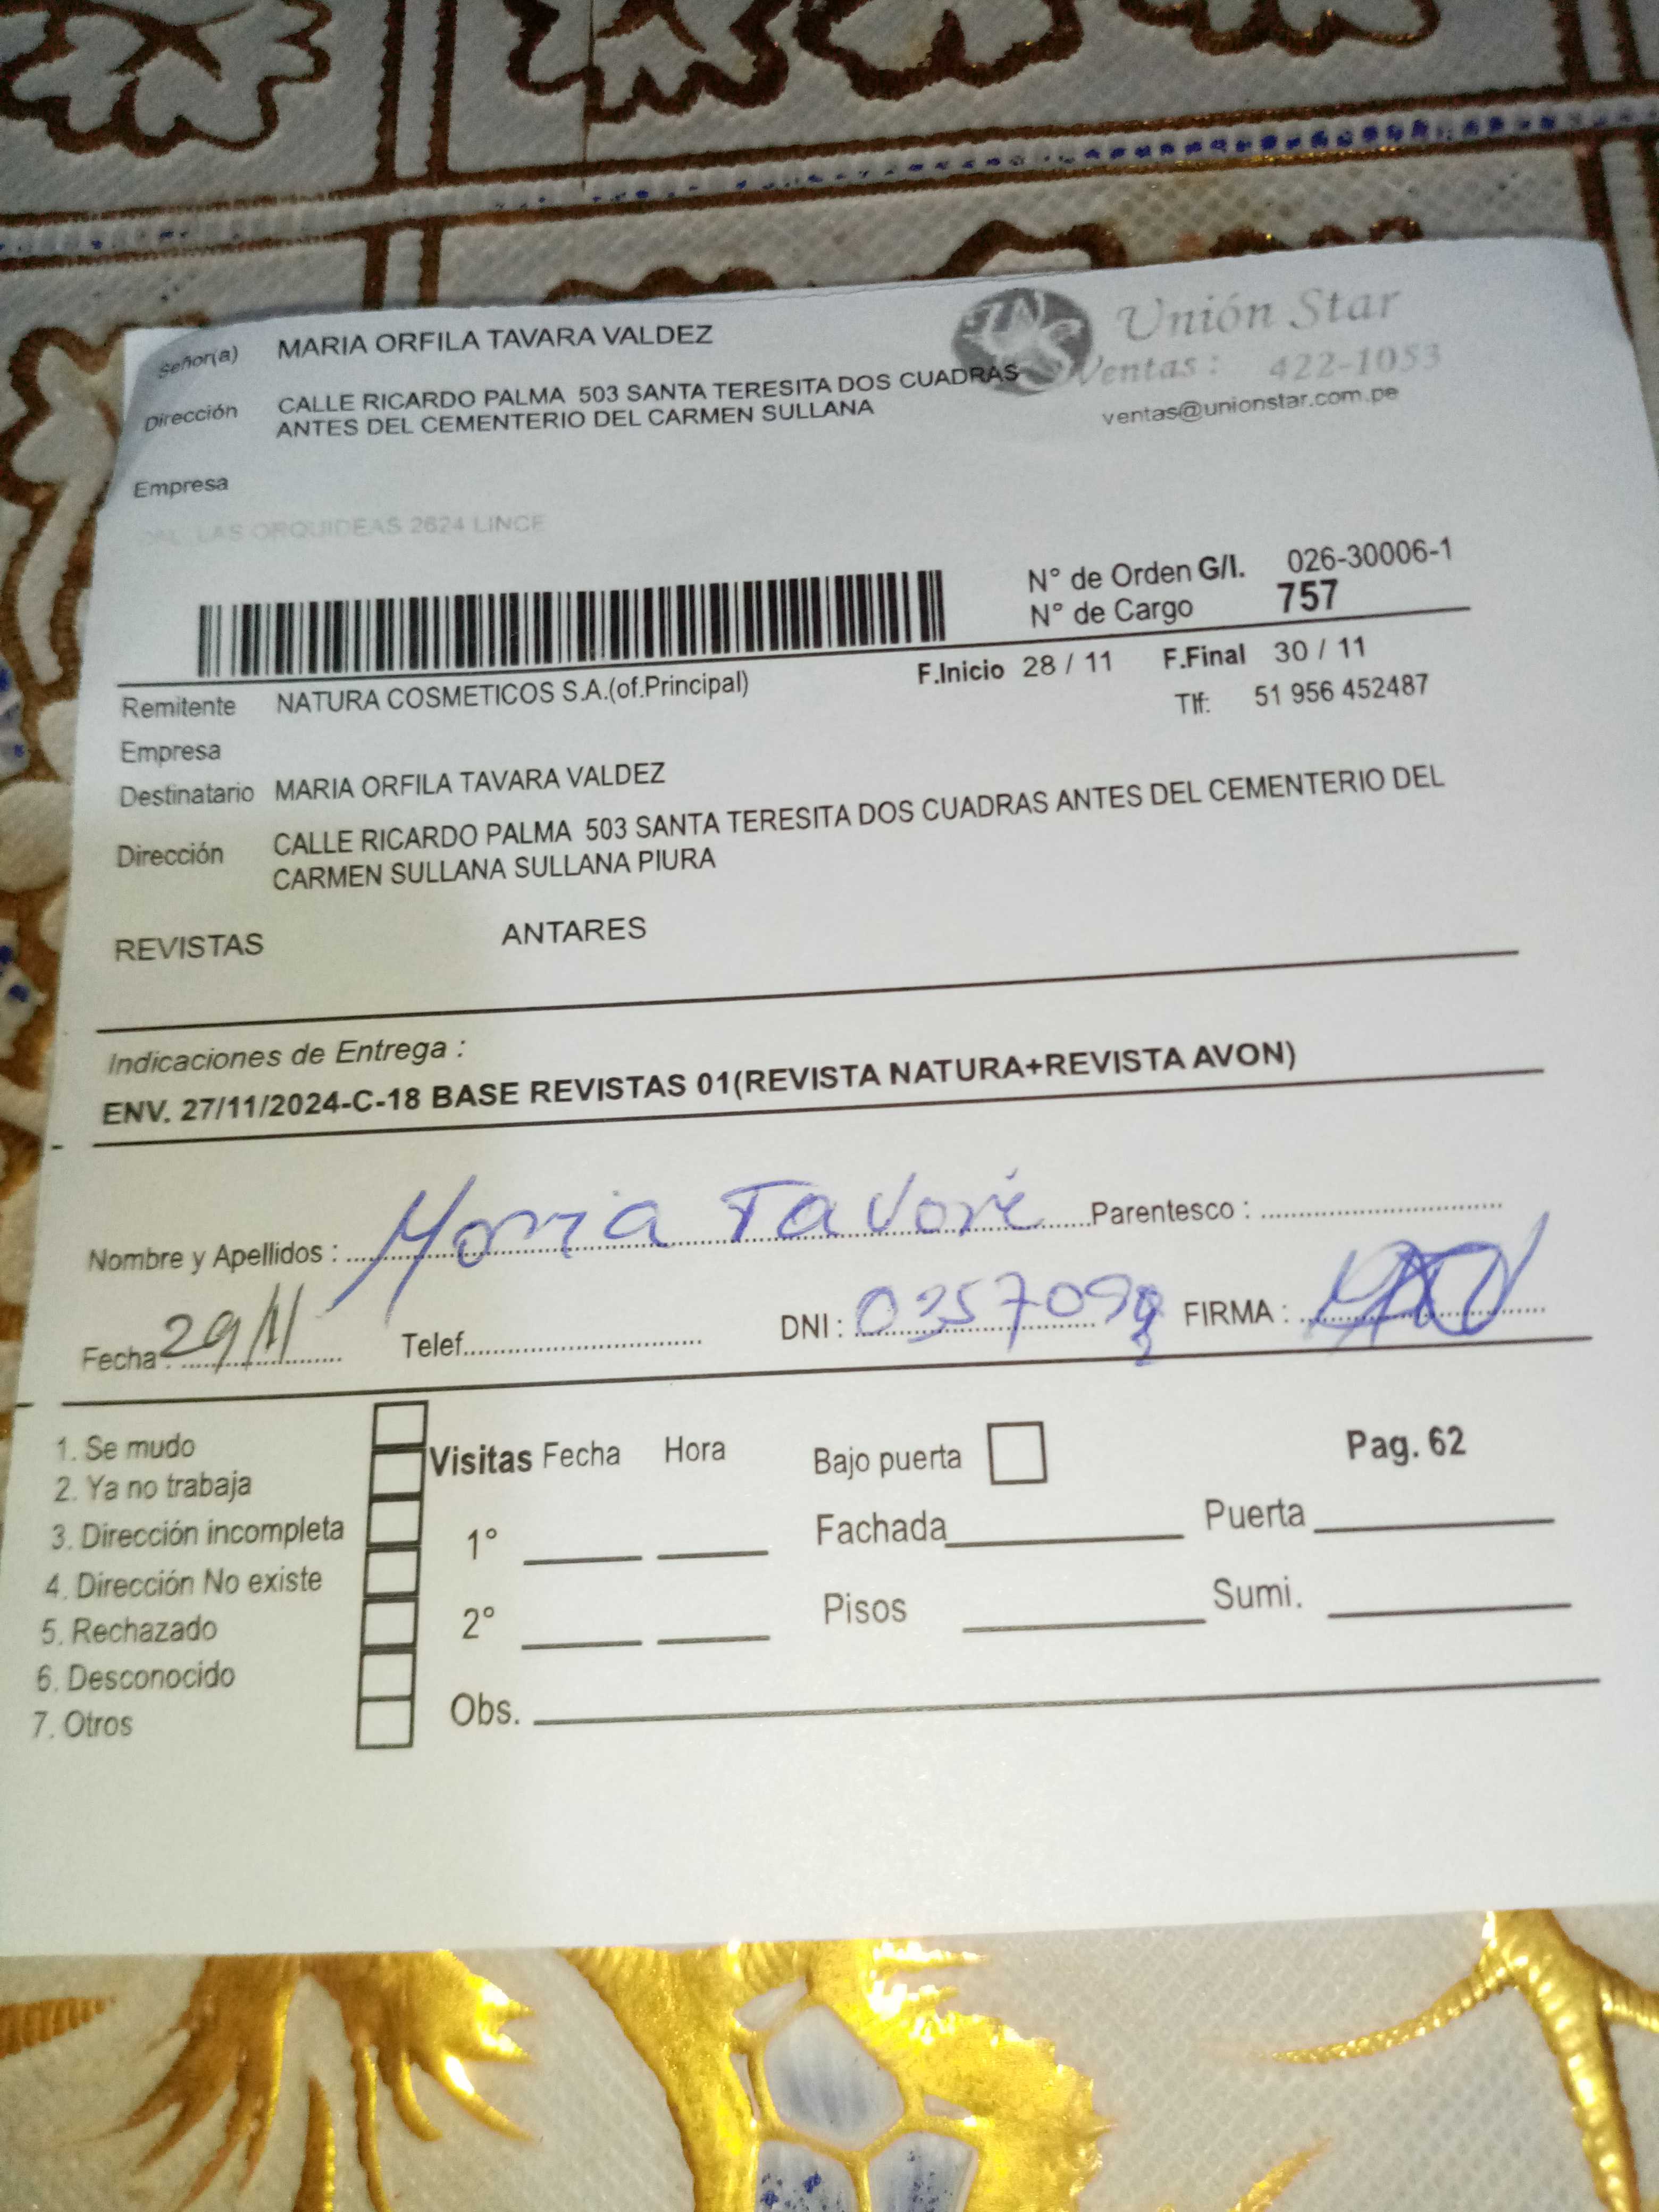 Señor(a) MARIA ORFILA TAVARA VALDEZ
Unión Star
Ventas : 422-1053
ventas@unionstar.com.pe
Dirección CALLE RICARDO PALMA 503 SANTA TERESITA DOS CUADRAS
ANTES DEL CEMENTERIO DEL CARMEN SULLANA
Empresa
CAL. LAS ORQUIDEAS 2624 LINCE
N° de Orden G/I. 026-30006-1
N° de Cargo 757
F.Inicio 28 / 11 F.Final 30 / 11
Remitente NATURA COSMETICOS S.A.(of.Principal)
Tlf: 51 956 452487
Empresa
Destinatario MARIA ORFILA TAVARA VALDEZ
Dirección CALLE RICARDO PALMA 503 SANTA TERESITA DOS CUADRAS ANTES DEL CEMENTERIO DEL
CARMEN SULLANA SULLANA PIURA
REVISTAS ANTARES
Indicaciones de Entrega :
ENV. 27/11/2024-C-18 BASE REVISTAS 01(REVISTA NATURA+REVISTA AVON)
Nombre y Apellidos : Maria Tavara Parentesco :
Fecha : 29/11 Telef. DNI : FIRMA :
1. Se mudo
2. Ya no trabaja
3. Dirección incompleta
4. Dirección No existe
5. Rechazado
6. Desconocido
7. Otros
Visitas Fecha Hora
1°
2°
Obs.
Bajo puerta Pag. 62
Fachada Puerta
Pisos Sumi.